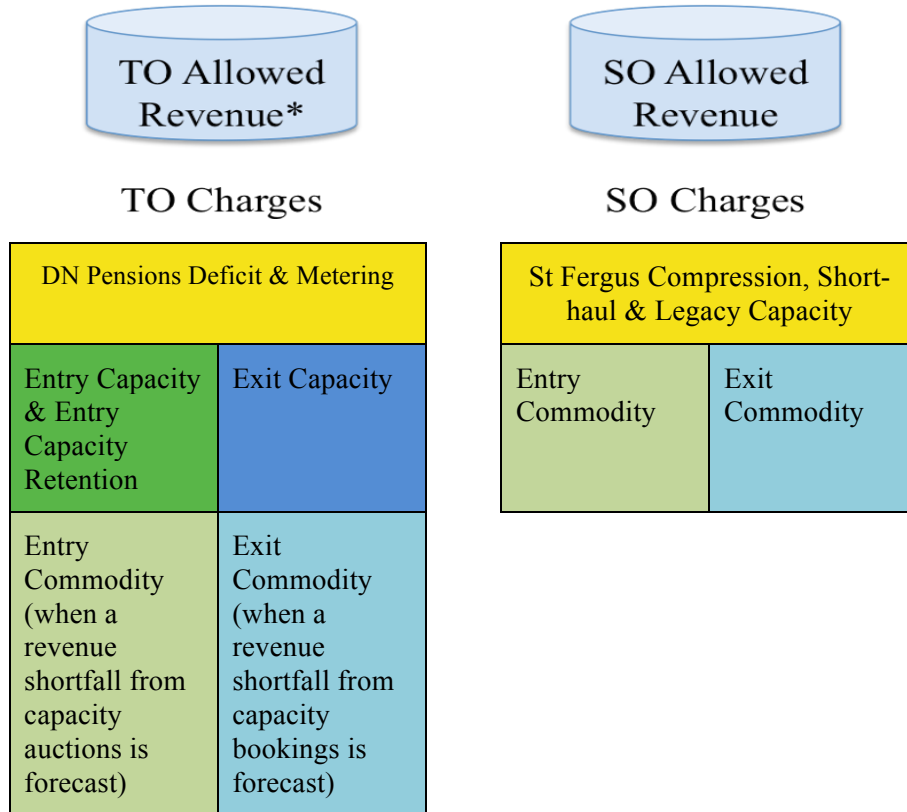 TO Allowed
Revenue*
SO Allowed
Revenue
TO Charges
SO Charges
DN Pensions Deficit & Metering
St Fergus Compression, Short-
haul & Legacy Capacity
Entry Capacity
& Entry
Capacity
Retention
Exit Capacity
Entry
Commodity
Exit
Commodity
Entry
Commodity
(when a
revenue
shortfall from
capacity
auctions is
forecast)
Exit
Commodity
(when a
revenue
shortfall from
capacity
bookings is
forecast)